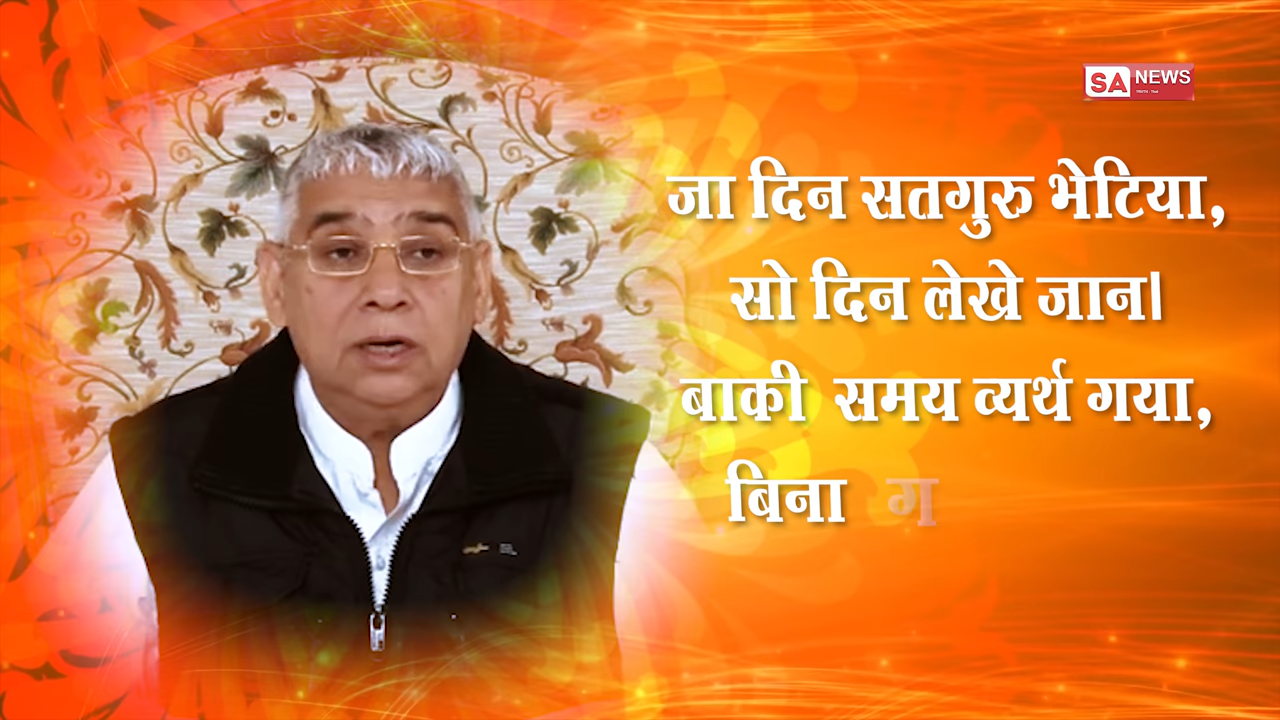 SA NEWS
जा दिन सतगुरु भेटिया,
सो दिन लेखे जान।
बाकी समय व्यर्थ गया,
बिना ग